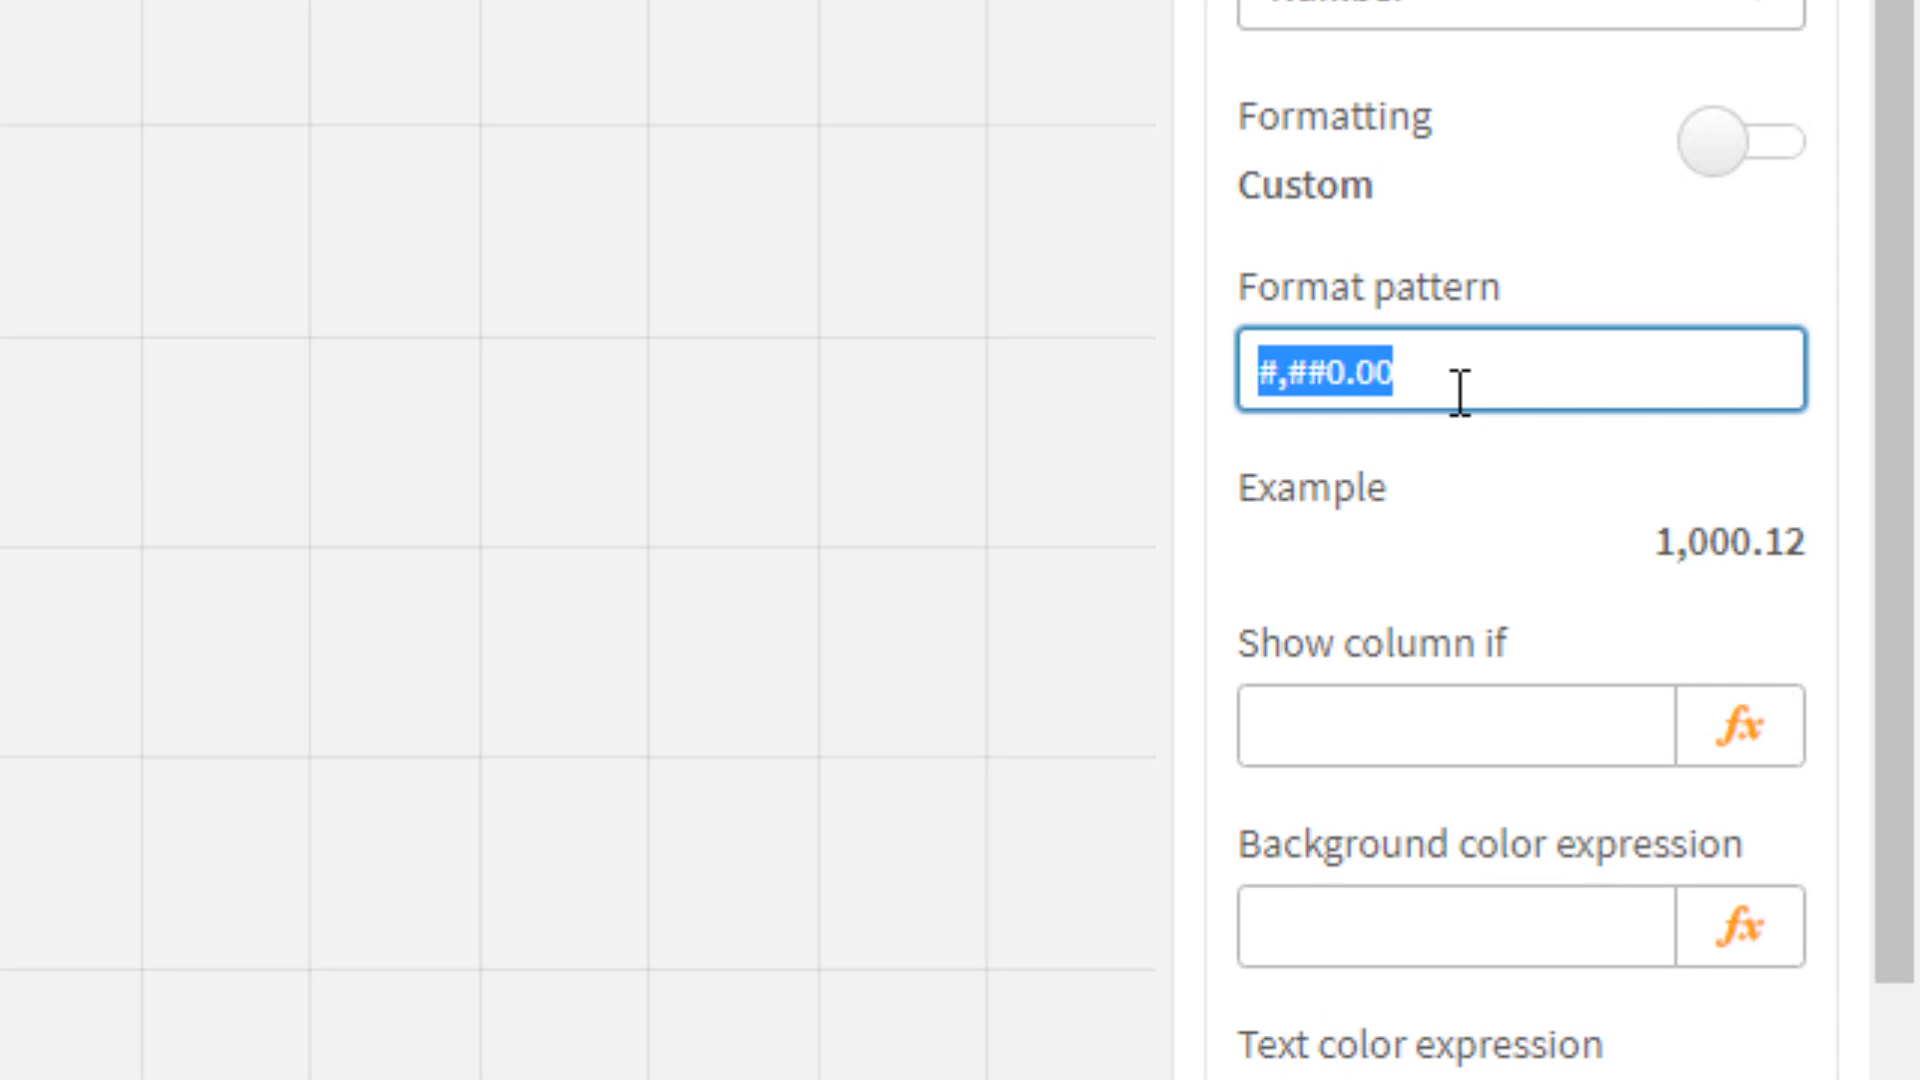 Formatting
Custom
Format pattern
#,##0.00
Example
1,000.12
Show column if
fx
Background color expression
fx
Text color expression